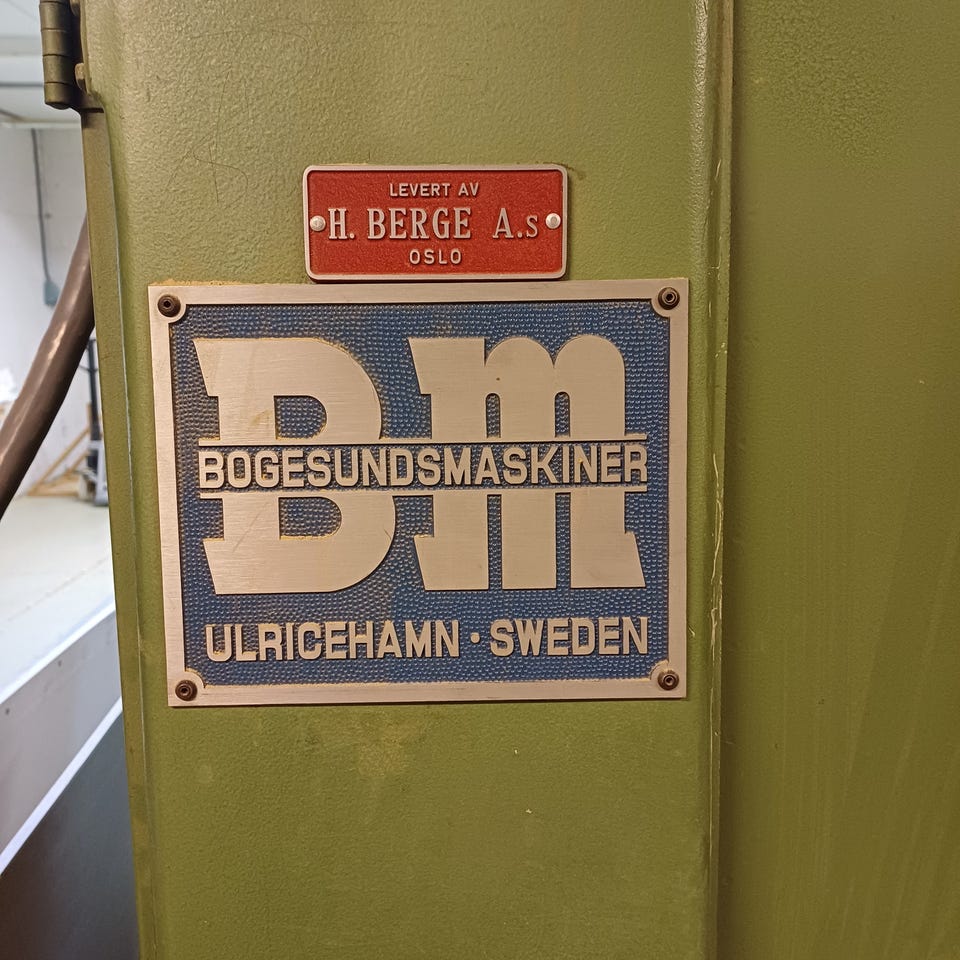 LEVERT AV
H. BERGE A.S
OSLO
BM
BOGESUNDSMASKINER
ULRICEHAMN · SWEDEN